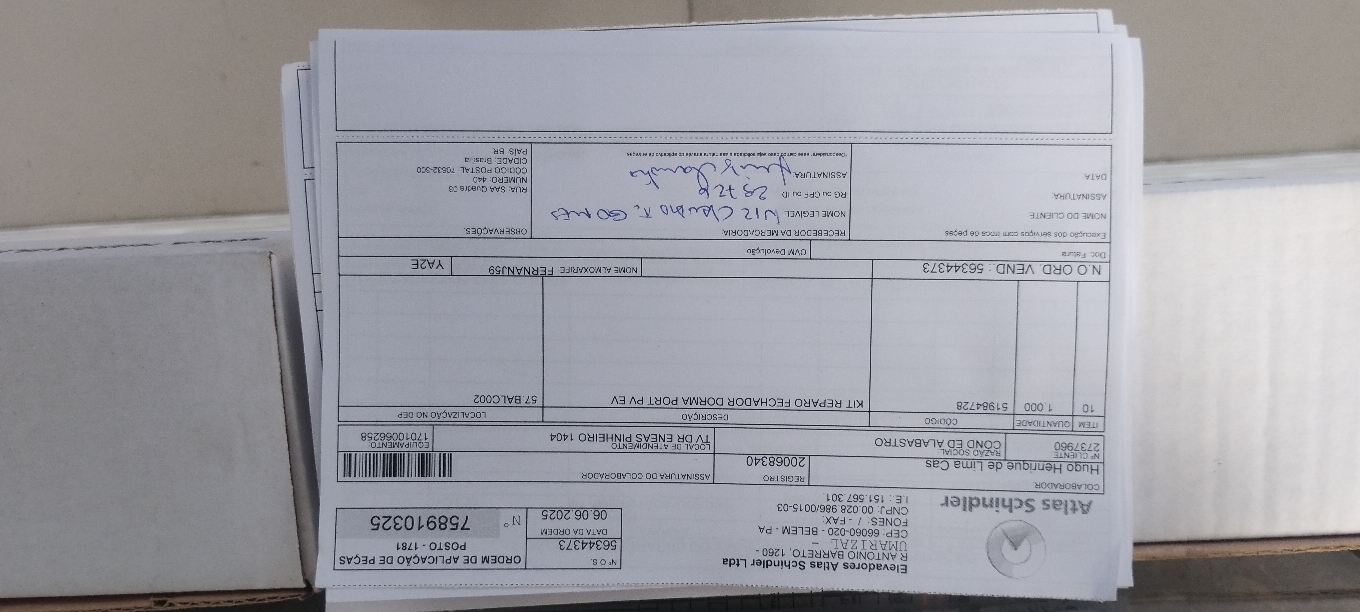 Atlas Schindler
Elevadores Atlas Schindler Ltda
R ANTONIO BARRETO, 1260 -
UMARIZAL -
CEP: 66060-020 - BELEM - PA
FONES: / - FAX:
CNPJ: 00.028.986/0015-03
I.E.: 151.567.301
Nº O.S.
56344373
DATA DA ORDEM
06.06.2025
ORDEM DE APLICAÇÃO DE PEÇAS
POSTO - 1781
Nº 758910325
COLABORADOR:
Hugo Henrique de Lima Cas
REGISTRO
20068340
ASSINATURA DO COLABORADOR:
Nº CLIENTE
2737960
RAZÃO SOCIAL
COND ED ALABASTRO
LOCAL DE ATENDIMENTO
TV DR ENEAS PINHEIRO 1404
EQUIPAMENTO:
17010066258
ITEM QUANTIDADE CÓDIGO DESCRIÇÃO LOCALIZAÇÃO NO DEP
10 1.000 51984728 KIT REPARO FECHADOR DORMA PORT PV EV 57.BALC002
N.O ORD. VEND : 56344373 NOME ALMOXARIFE: FERNANJ59 YA2E
Doc. Fatura OVM Devolução
Execução dos serviços com troca de peças
NOME DO CLIENTE
ASSINATURA
DATA
RECEBEDOR DA MERCADORIA:
NOME LEGÍVEL
RG ou CPF ou ID
ASSINATURA:
OBSERVAÇÕES:
RUA: SAA Quadra 03
NÚMERO: 440
CÓDIGO POSTAL: 70632-300
CIDADE: Brasília
PAÍS: BR